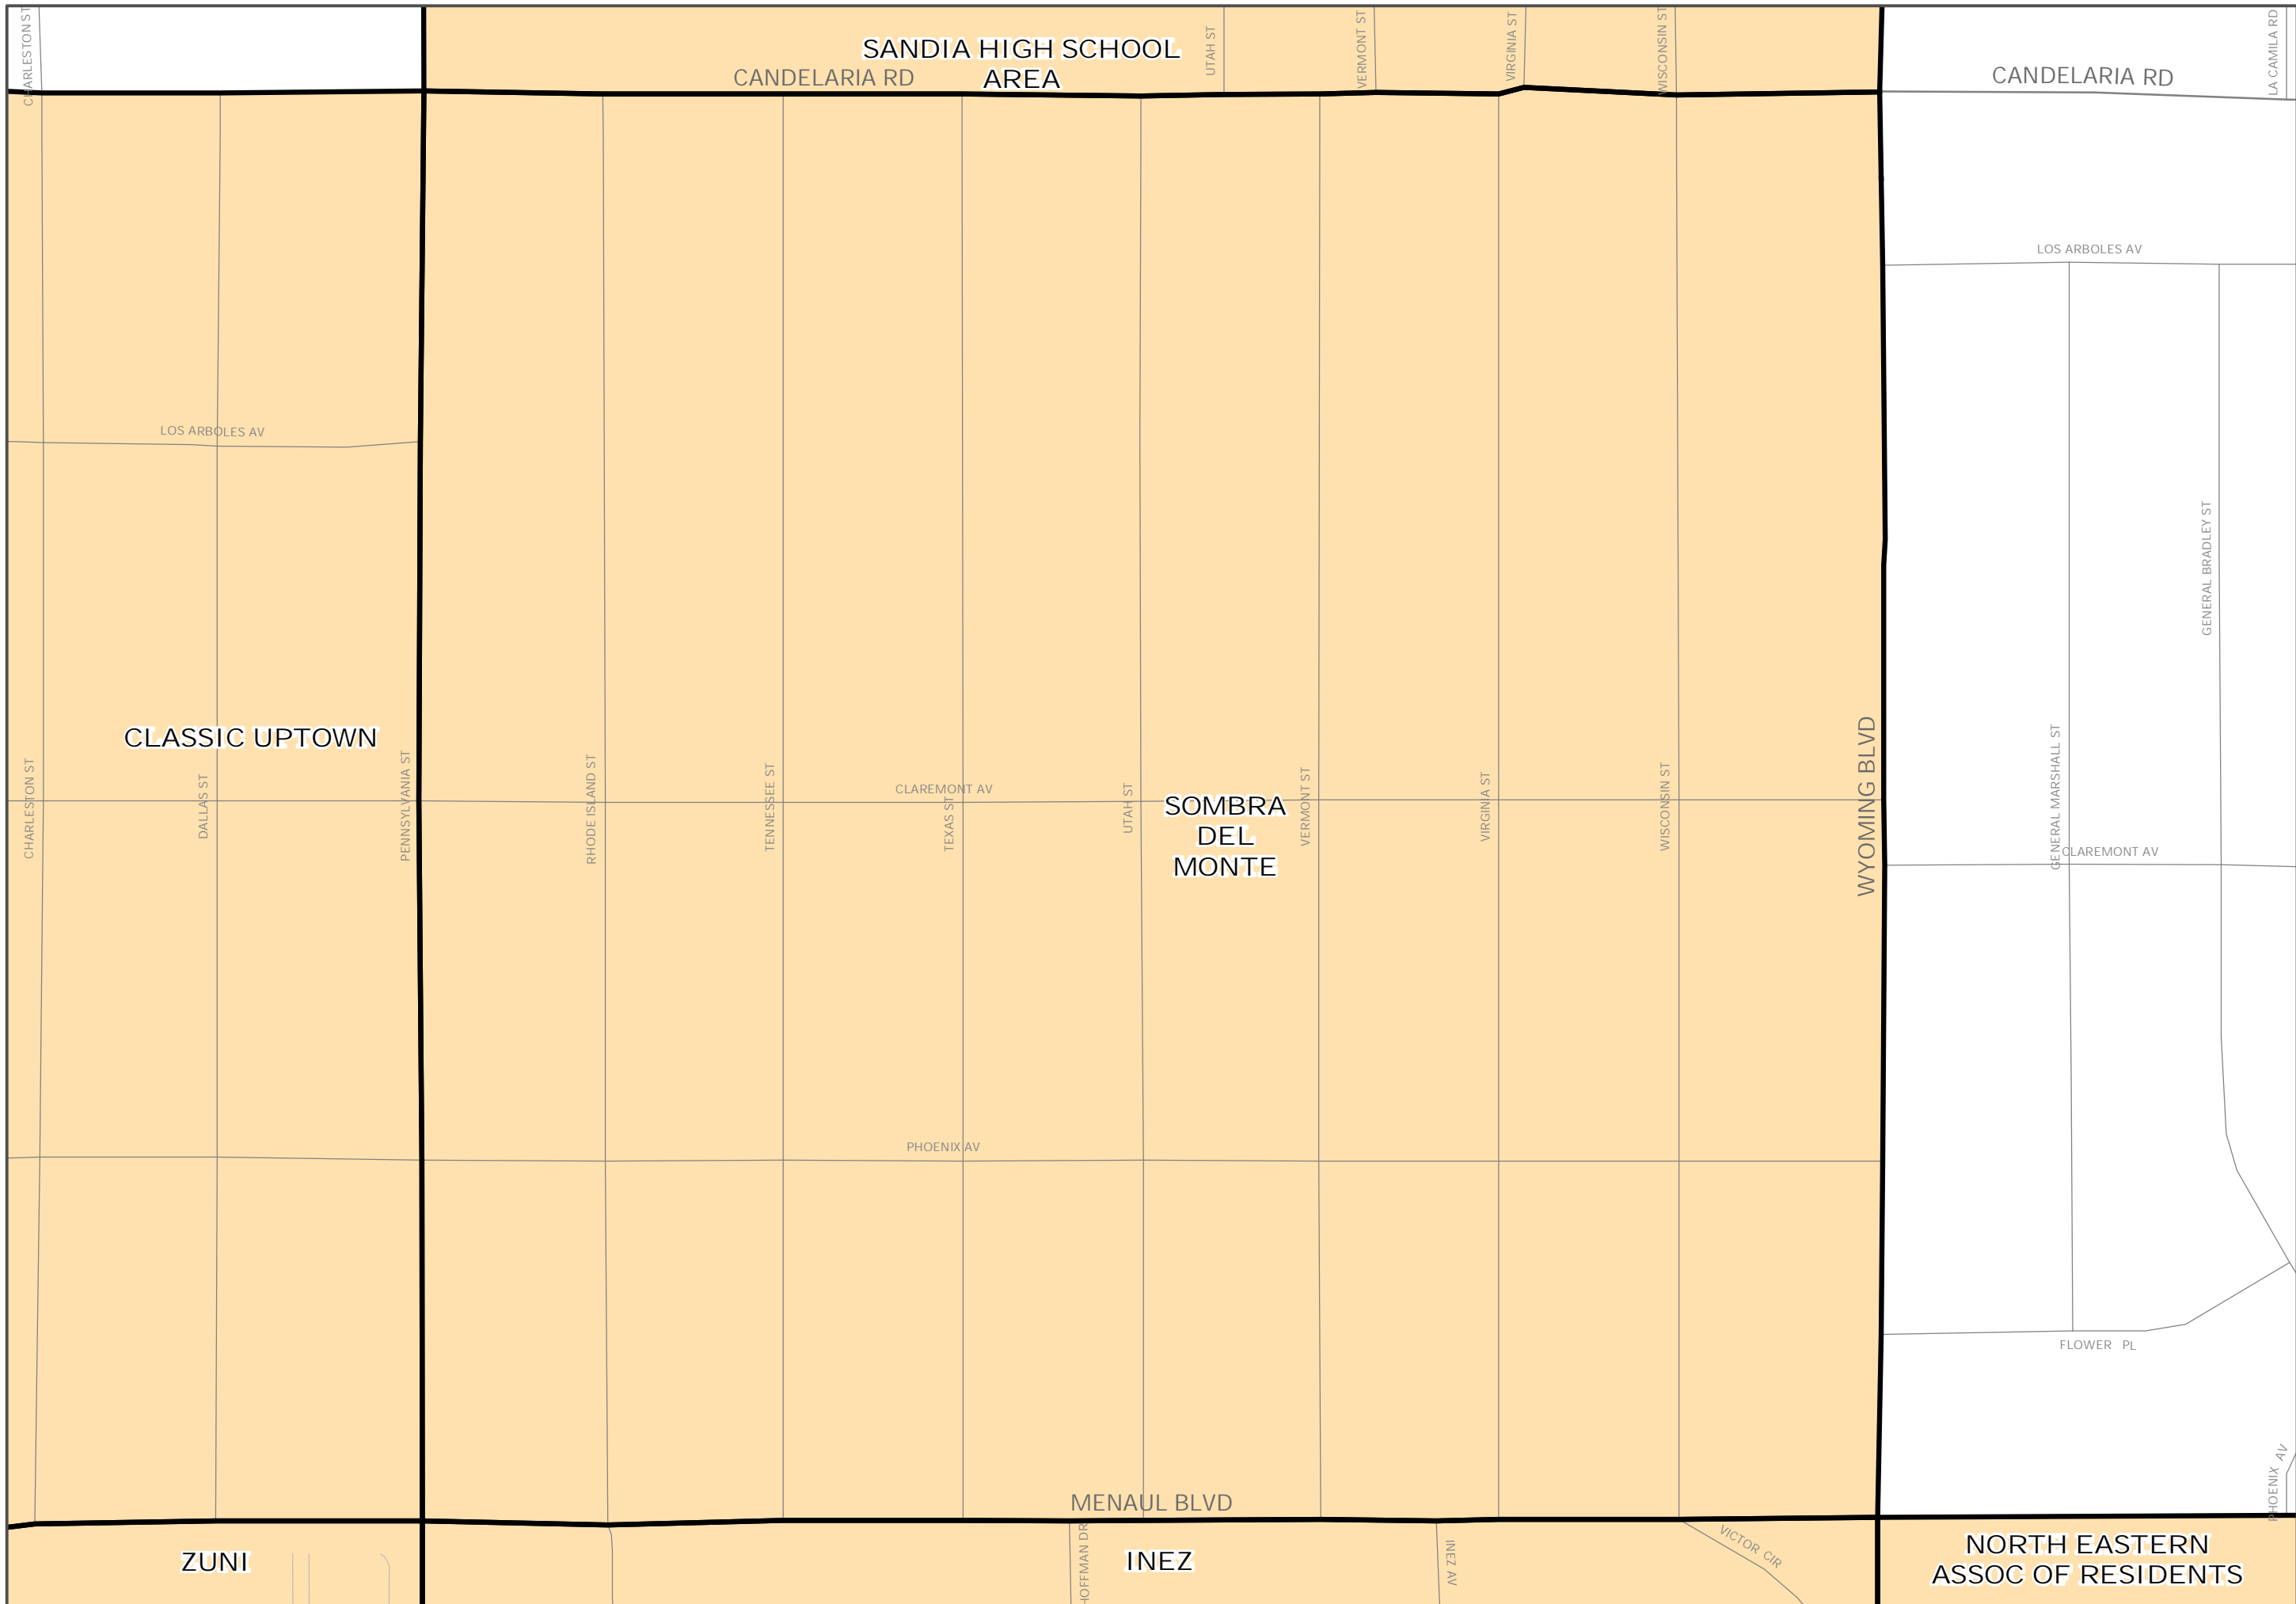 CHARLESTON ST
SANDIA HIGH SCHOOL
AREA
CANDELARIA RD
UTAH ST
VERMONT ST
VIRGINIA ST
WISCONSIN ST
CANDELARIA RD
LA CAMILA RD
LOS ARBOLES AV
LOS ARBOLES AV
GENERAL BRADLEY ST
CLASSIC UPTOWN
CHARLESTON ST
DALLAS ST
PENNSYLVANIA ST
RHODE ISLAND ST
TENNESSEE ST
CLAREMONT AV
TEXAS ST
UTAH ST
SOMBRA
DEL
MONTE
VERMONT ST
VIRGINIA ST
WISCONSIN ST
WYOMING BLVD
GENERAL MARSHALL ST
CLAREMONT AV
PHOENIX AV
FLOWER PL
MENAUL BLVD
PHOENIX AV
ZUNI
HOFFMAN DR
INEZ
INEZ AV
VICTOR CIR
NORTH EASTERN
ASSOC OF RESIDENTS